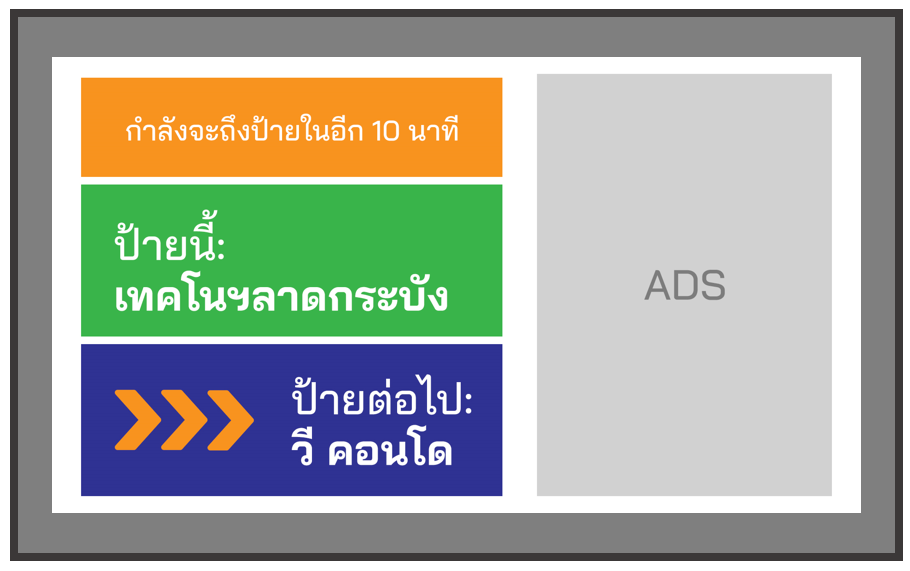 กำลังจะถึงป้ายในอีก 10 นาที
ป้ายนี้:
เทคโนฯลาดกระบัง
ป้ายต่อไป:
วี คอนโด
ADS